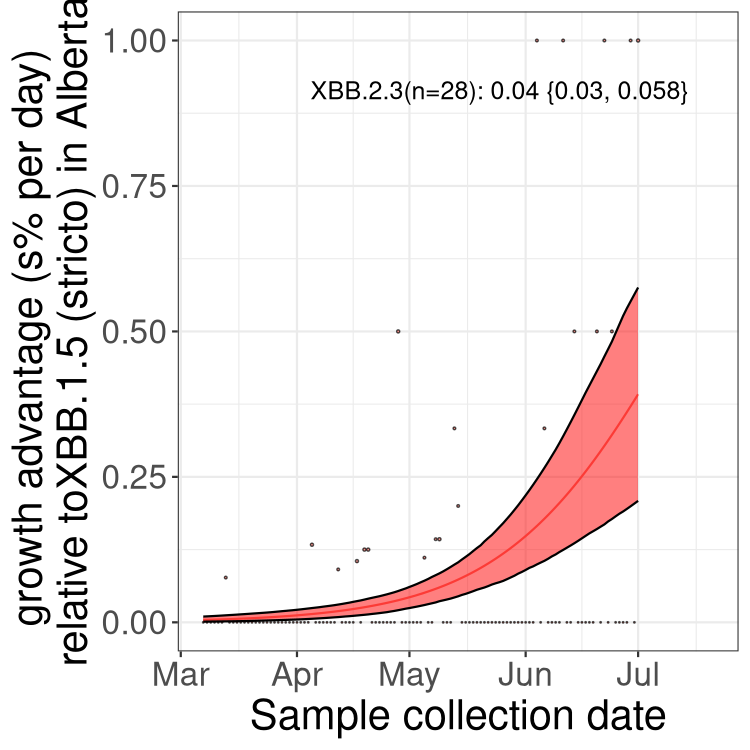 growth advantage (s% per day)
relative toXBB.1.5 (stricto) in Alberta
1.00
0.75
0.50
0.25
0.00
XBB.2.3(n=28): 0.04 {0.03, 0.058}
Mar Apr May Jun Jul
Sample collection date